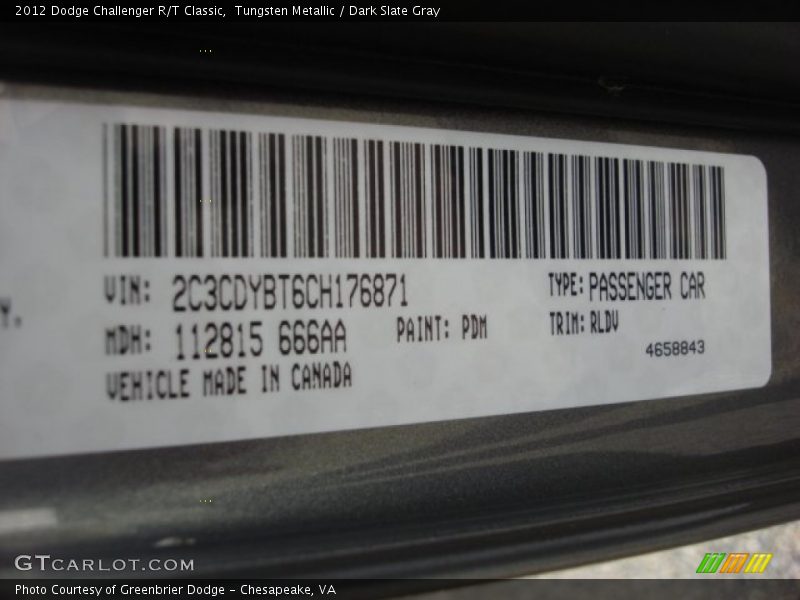 2012 Dodge Challenger R/T Classic,  Tungsten Metallic / Dark Slate Gray
VIN: 2C3CDYBT6CH176871 TYPE: PASSENGER CAR
MDH: 112815 666AA PAINT: PDM TRIM: RLDV
4658843
VEHICLE MADE IN CANADA
GTCARLOT.COM
Photo Courtesy of Greenbrier Dodge - Chesapeake, VA